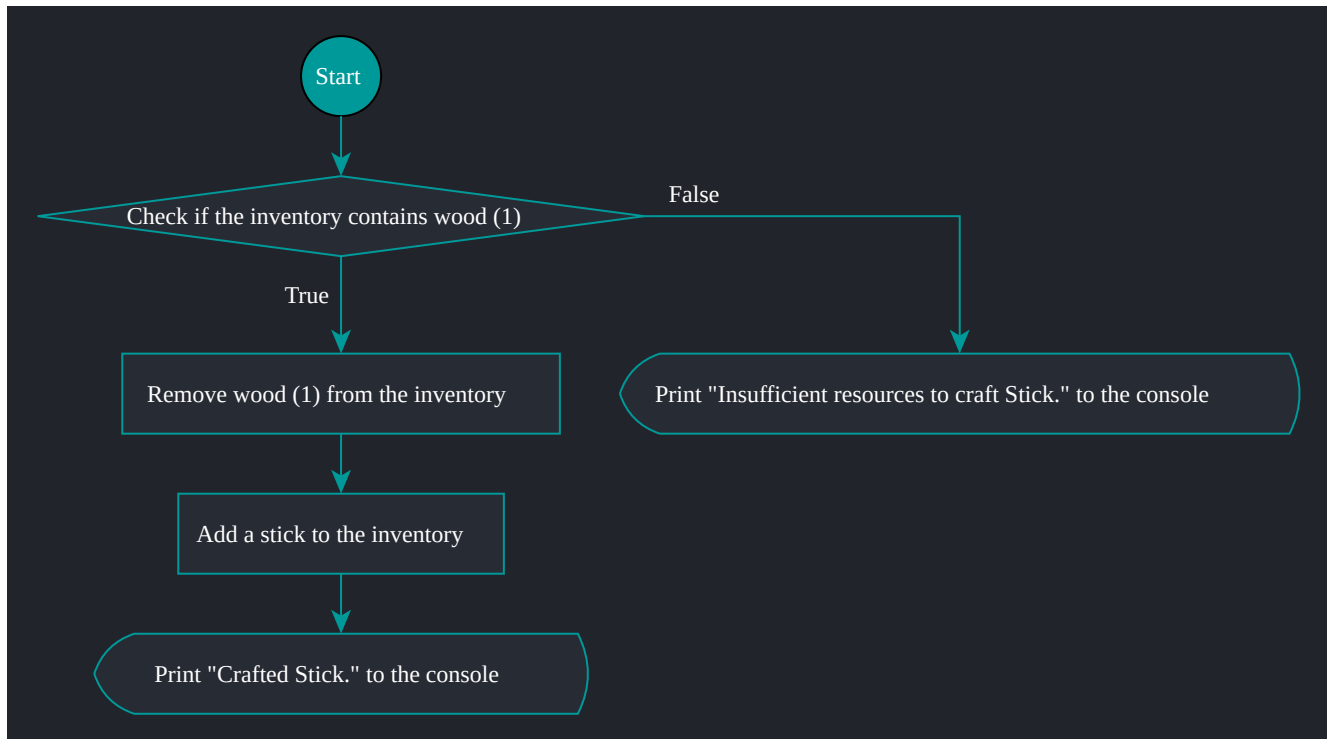 Start
Check if the inventory contains wood (1)
False
True
Remove wood (1) from the inventory
Print "Insufficient resources to craft Stick." to the console
Add a stick to the inventory
Print "Crafted Stick." to the console